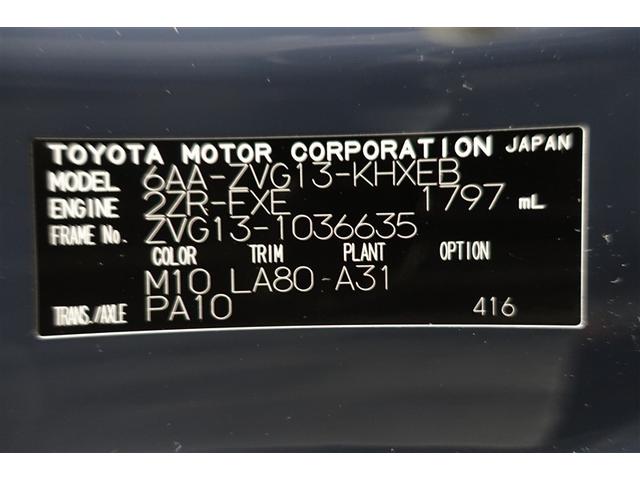 TOYOTA MOTOR CORPORATION JAPAN
MODEL 6AA-ZVG13-KHXEB
ENGINE 2ZR-FXE 1797 mL
FRAME No. ZVG13-1036635
COLOR TRIM PLANT OPTION
M10 LA80 A31
TRANS./AXLE PA10 416